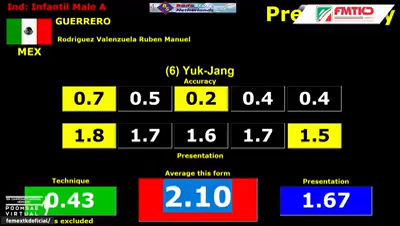 Ind: Infantil Male A
GUERRERO
Rodriguez Valenzuela Ruben Manuel
MEX
Netherlands
Pre
y
FMTKD
(6) Yuk-Jang
Accuracy
0.7 0.5 0.2 0.4 0.4
1.8 1.7 1.6 1.7 1.5
Presentation
Technique
Average this form
Presentation
0.43
2.10
1.67
POOMSAE
VIRTUAL
femextkdoficial/
s excluded